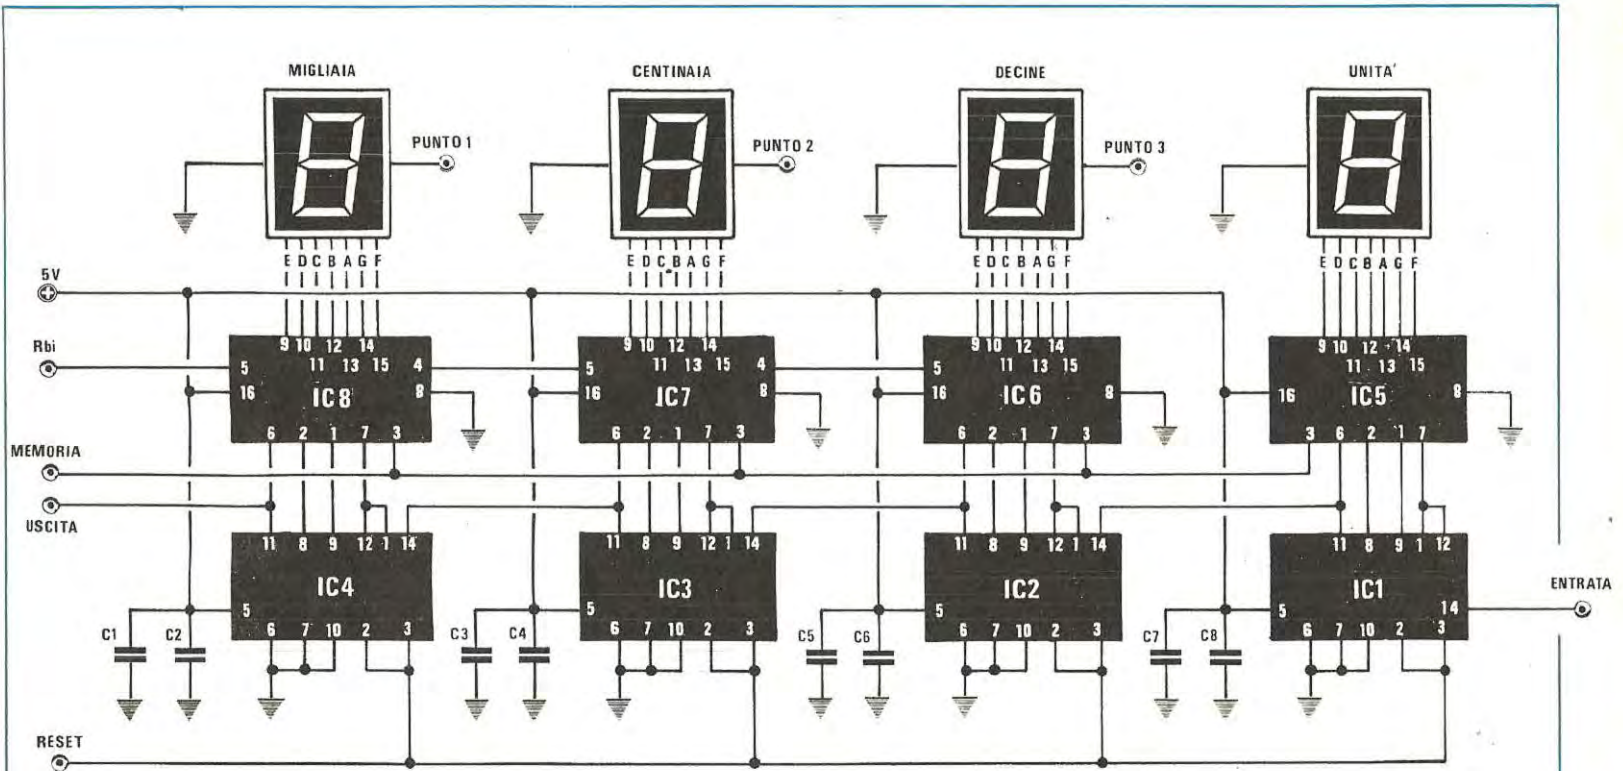 MIGLIAIA CENTINAIA DECINE UNITA'
PUNTO 1 PUNTO 2 PUNTO 3
E D C B A G F E D C B A G F E D C B A G F E D C B A G F
5V
9 10 12 14 9 10 12 14 9 10 12 14 9 10 12 14
Rbi
11 13 15 11 13 15 11 13 15 11 13 15
5 4 5 4 5
16 IC8 8 16 IC7 8 16 IC6 8 16 IC5 8
6 2 1 7 3 6 2 1 7 3 6 2 1 7 3 3 6 2 1 7
MEMORIA
USCITA
11 8 9 12 1 14 11 8 9 12 1 14 11 8 9 12 1 14 11 8 9 1 12
IC4 IC3 IC2 IC1
ENTRATA
5 5 5 5 14
C1 C2 C3 C4 C5 C6 C7 C8
6 7 10 2 3 6 7 10 2 3 6 7 10 2 3 6 7 10 2 3
RESET